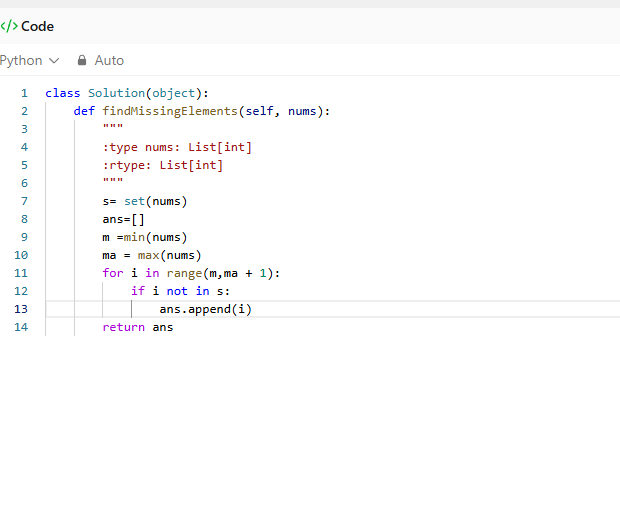 </> Code
Python Auto
1 class Solution(object):
2     def findMissingElements(self, nums):
3         """
4         :type nums: List[int]
5         :rtype: List[int]
6         """
7         s= set(nums)
8         ans=[]
9         m =min(nums)
10         ma = max(nums)
11         for i in range(m,ma + 1):
12             if i not in s:
13                 ans.append(i)
14         return ans